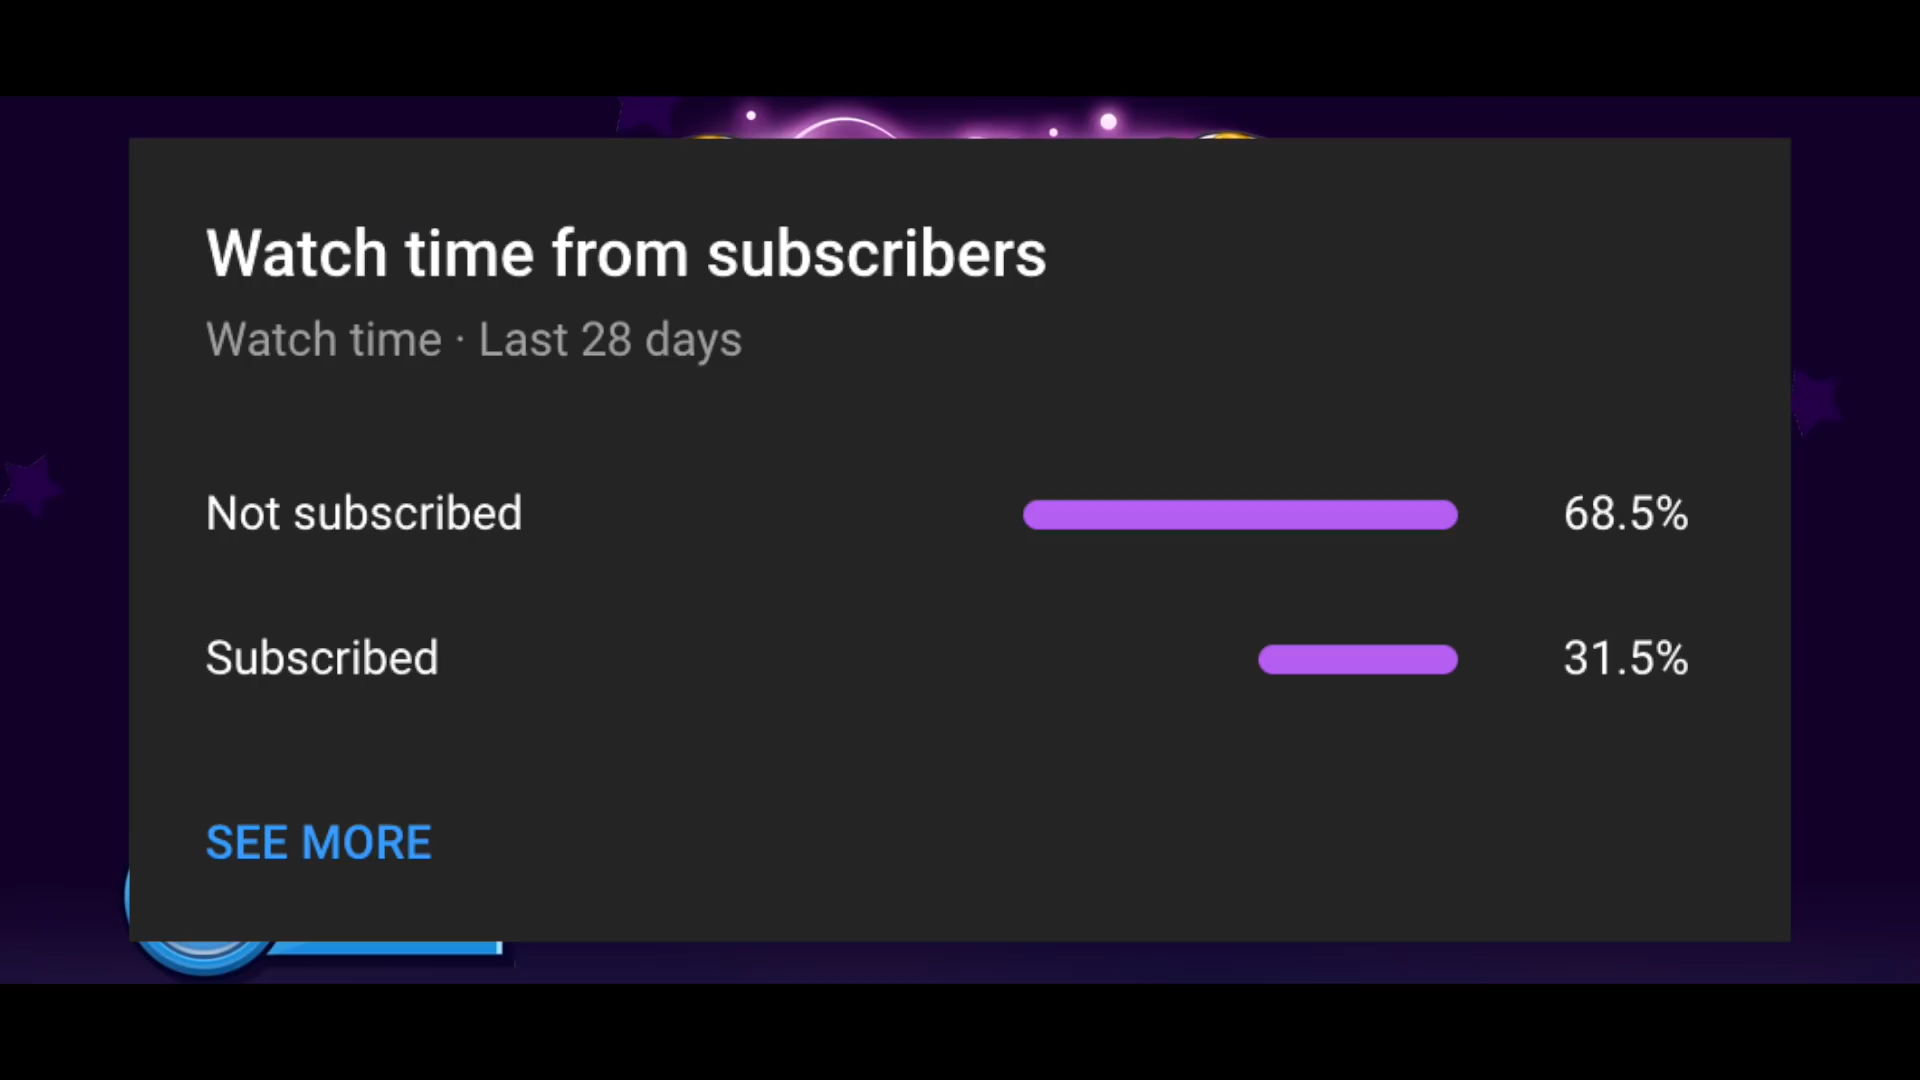 Watch time from subscribers
Watch time · Last 28 days
Not subscribed 68.5%
Subscribed 31.5%
SEE MORE